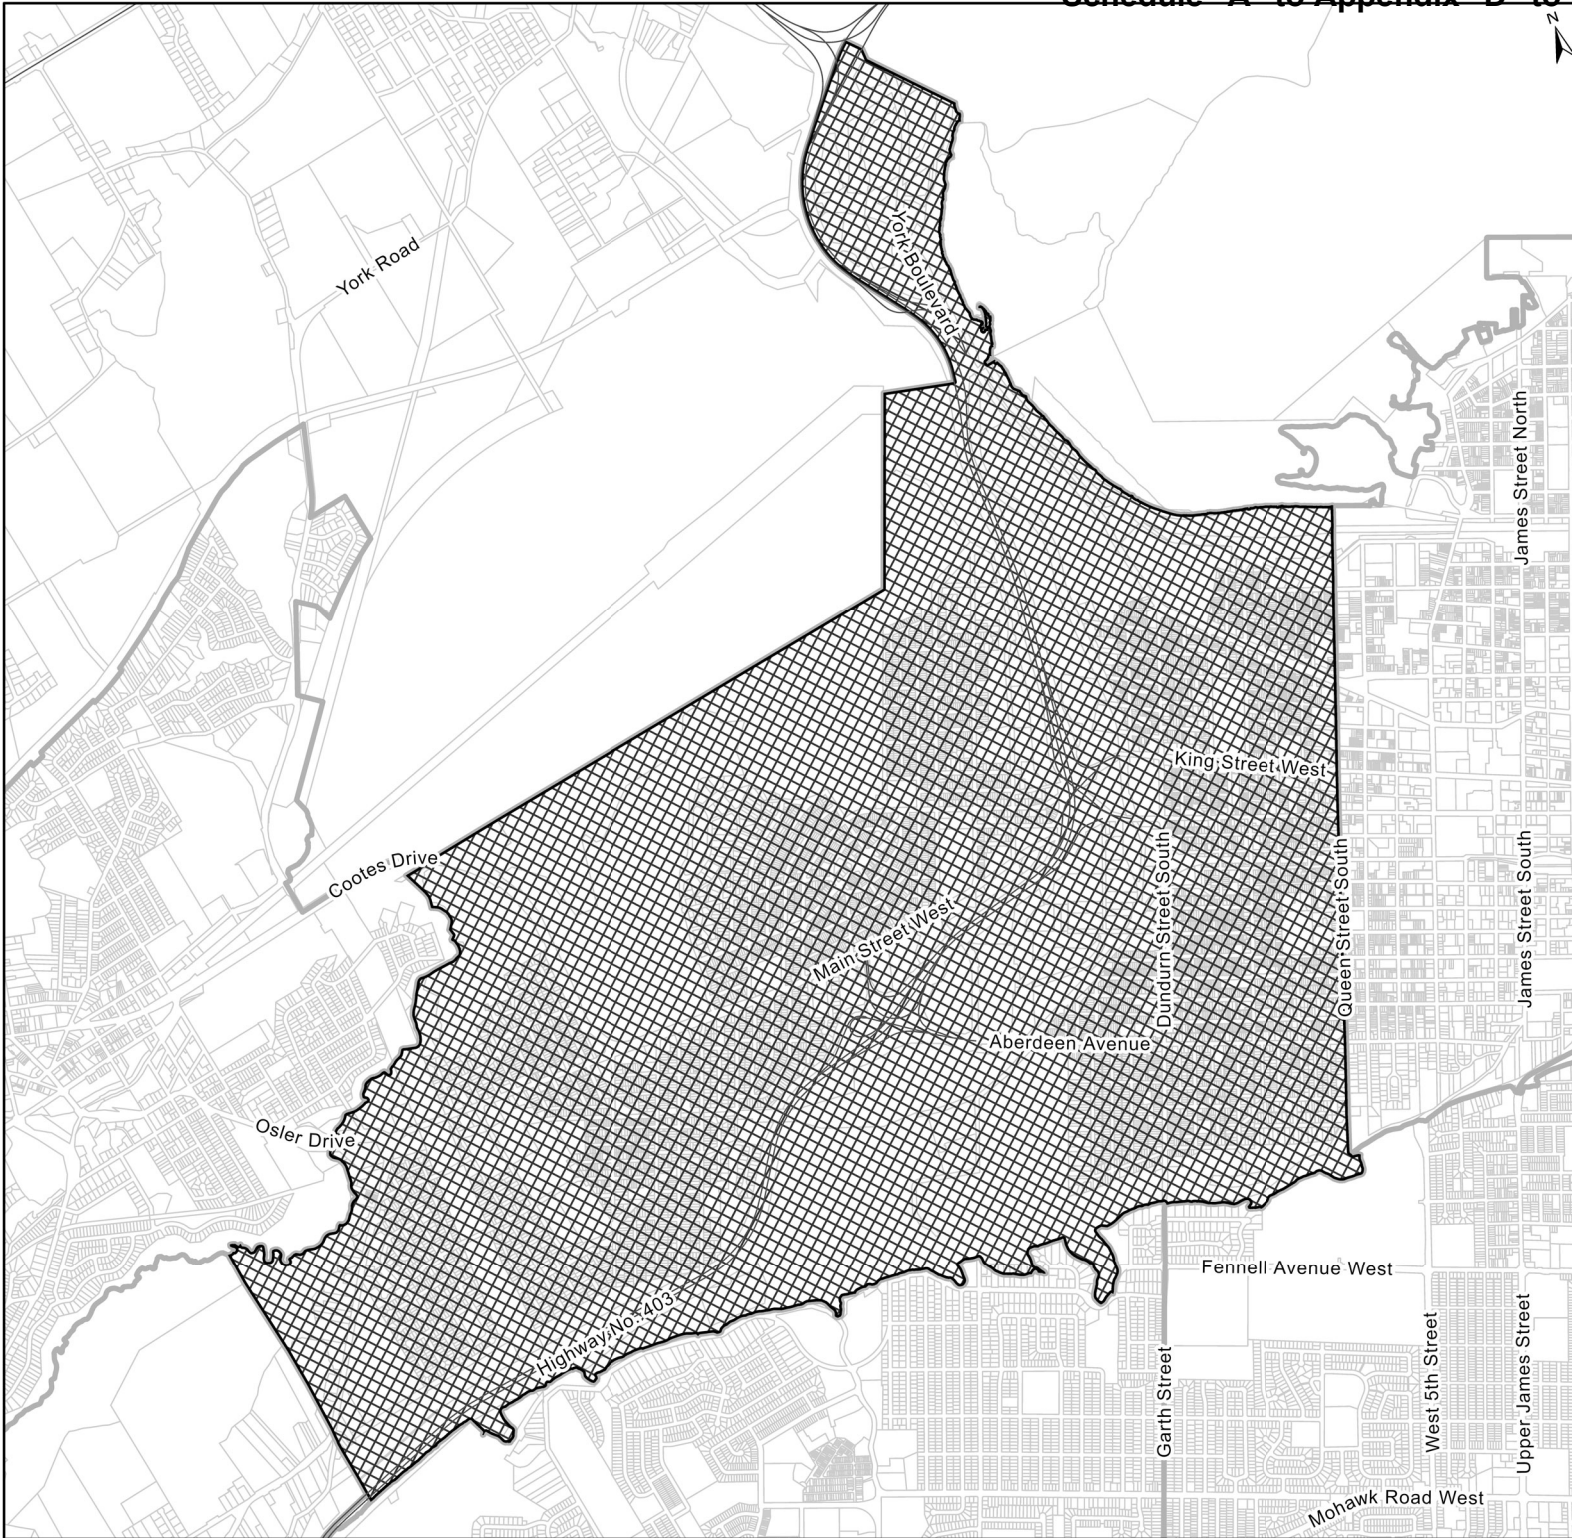 Schedule "A" to Appendix "B" to
N
York Road
York Boulevard
James Street North
King Street West
Cootes Drive
Main Street West
Dundurn Street South
Queen Street South
James Street South
Aberdeen Avenue
Osler Drive
Fennell Avenue West
Highway No. 403
Garth Street
West 5th Street
Upper James Street
Mohawk Road West